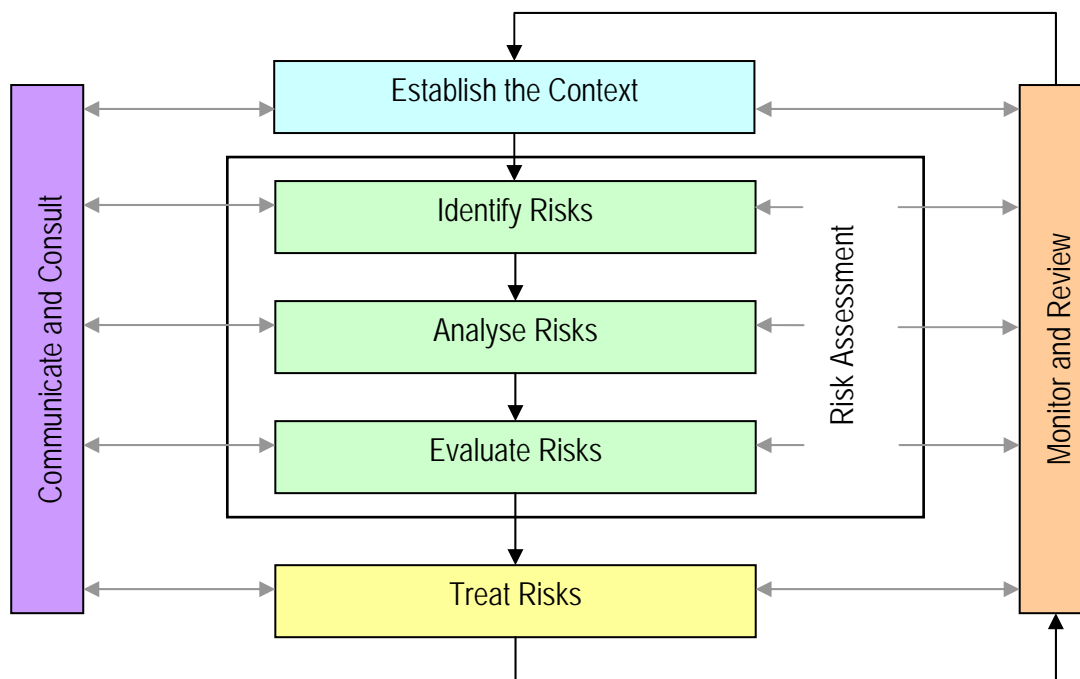 Establish the Context
Communicate and Consult
Identify Risks
Analyse Risks
Evaluate Risks
Risk Assessment
Monitor and Review
Treat Risks